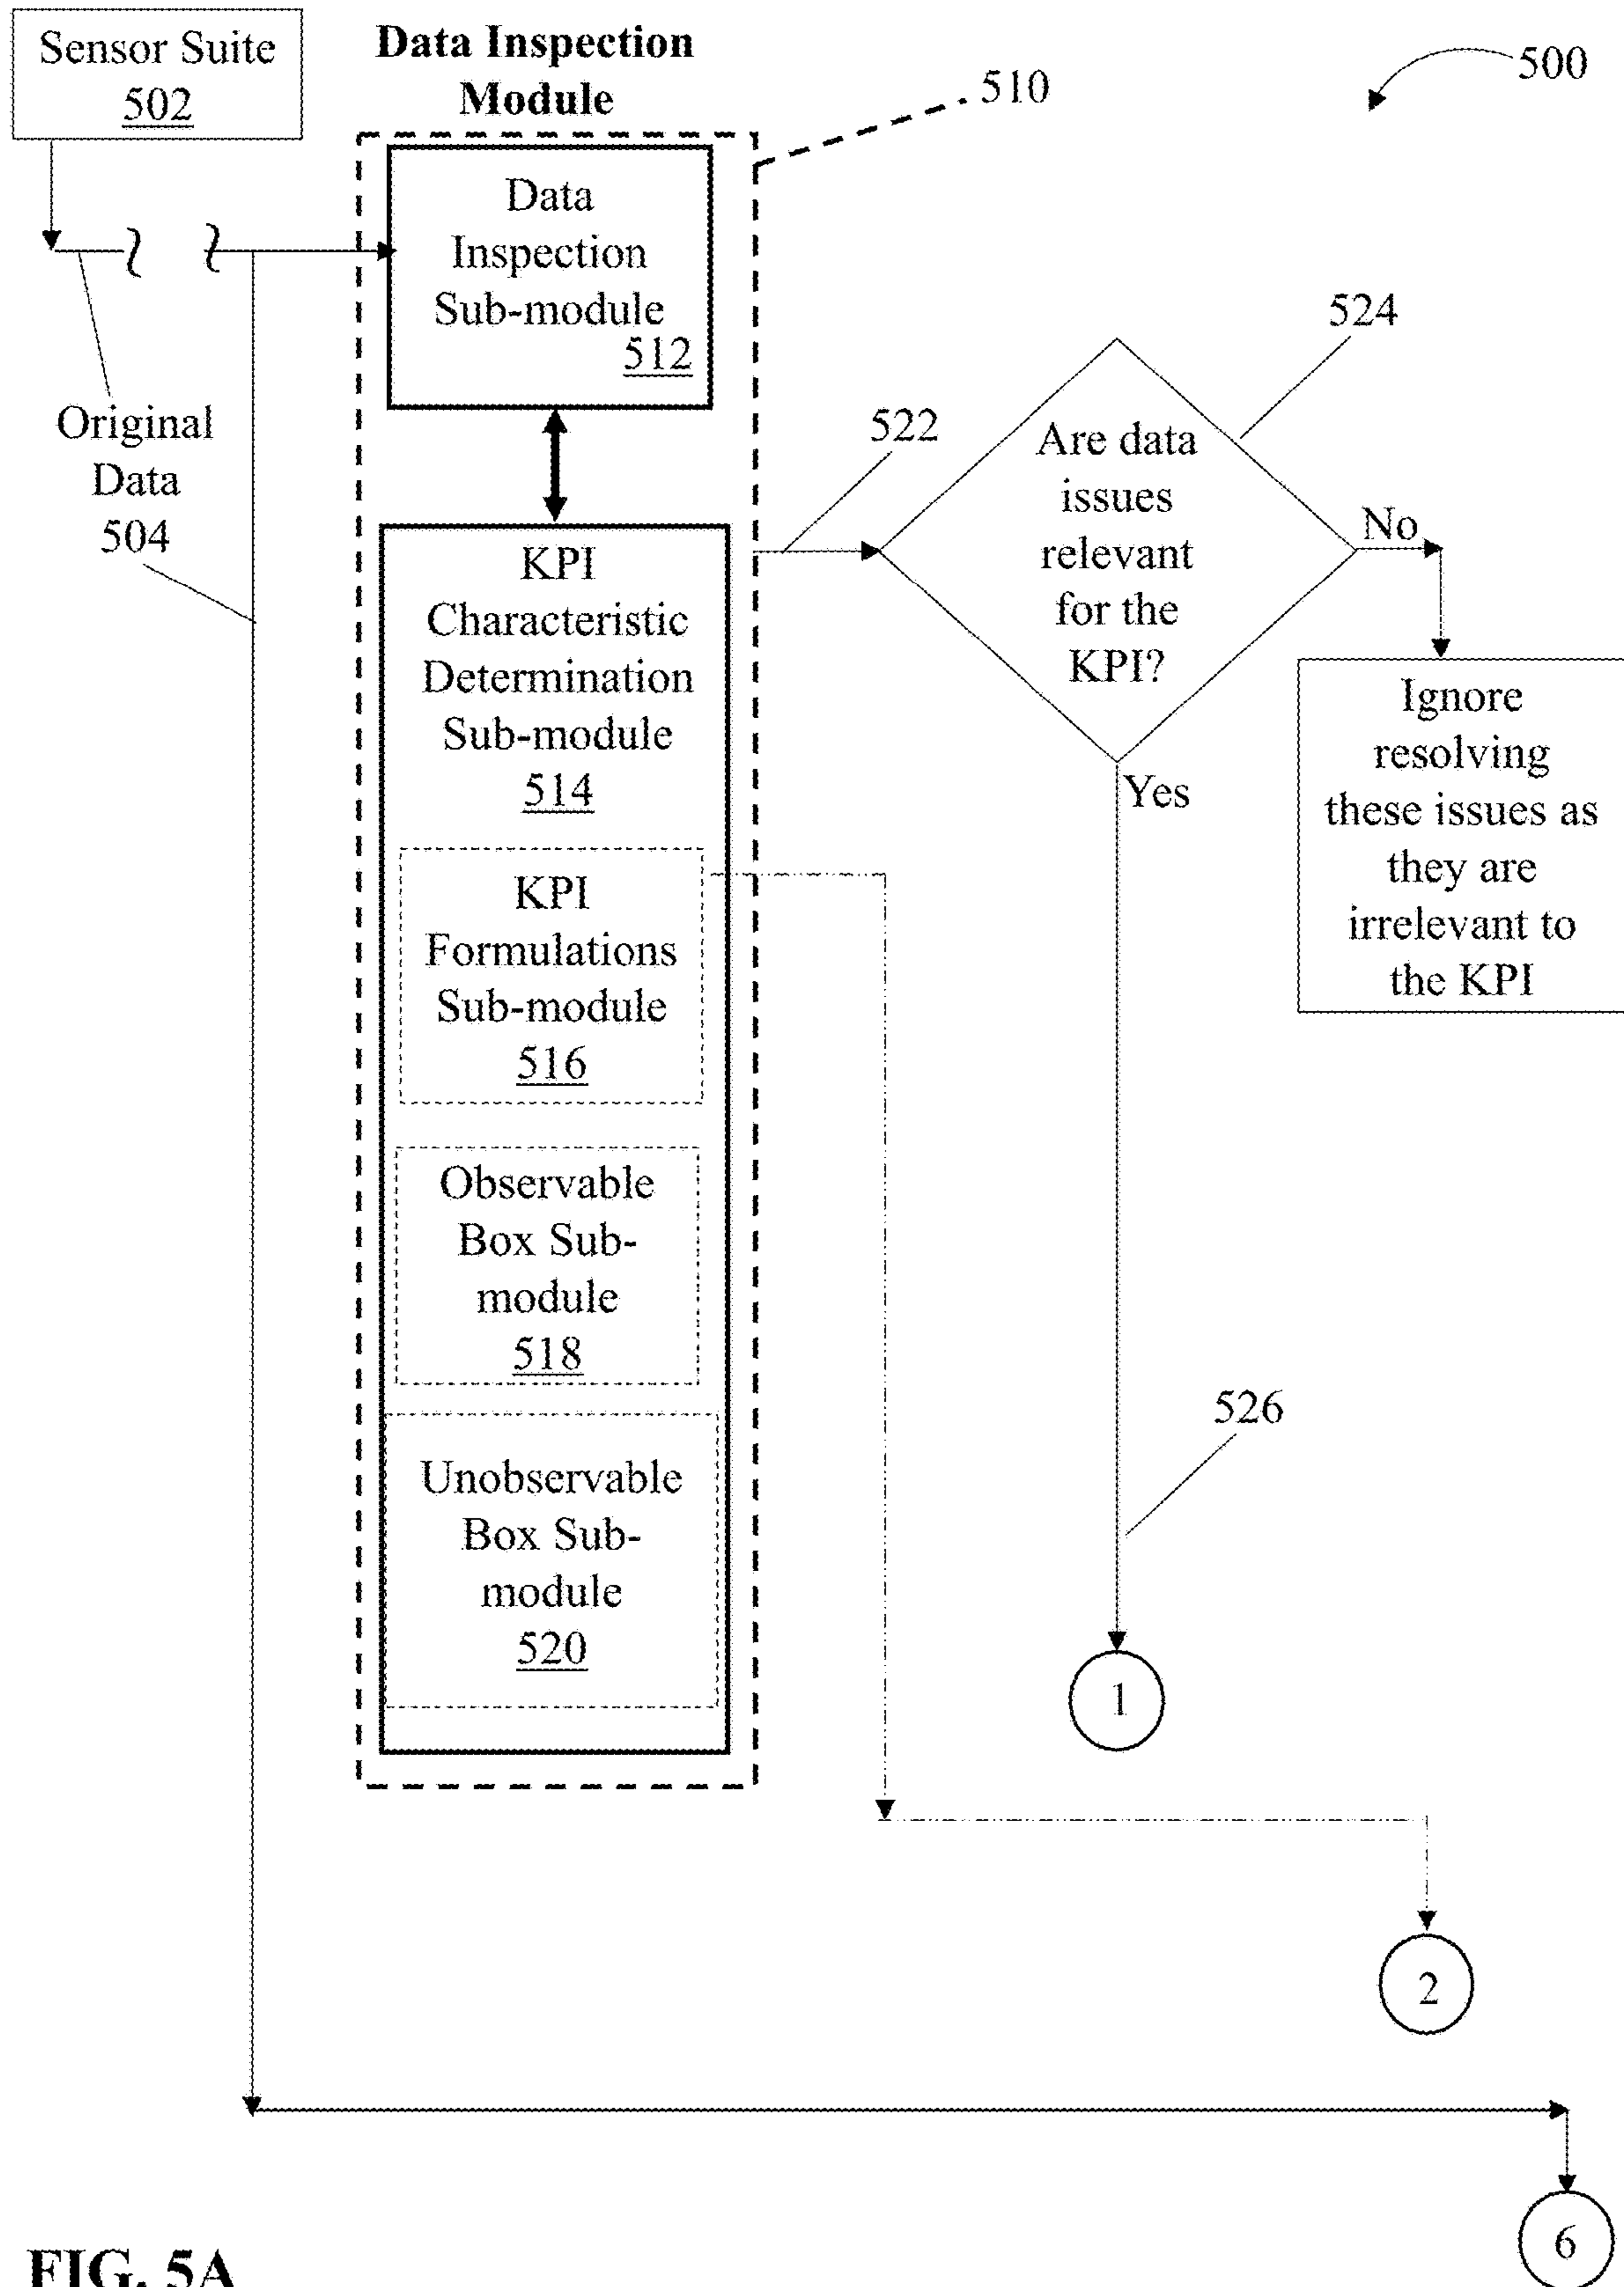 Sensor Suite
502
Data Inspection
Module
510
500
Data
Inspection
Sub-module
512
Original
Data
504
522
524
Are data
issues
relevant
for the
KPI?
No
Yes
Ignore
resolving
these issues as
they are
irrelevant to
the KPI
KPI
Characteristic
Determination
Sub-module
514
KPI
Formulations
Sub-module
516
Observable
Box Sub-
module
518
Unobservable
Box Sub-
module
520
526
1
2
6
FIG. 5A